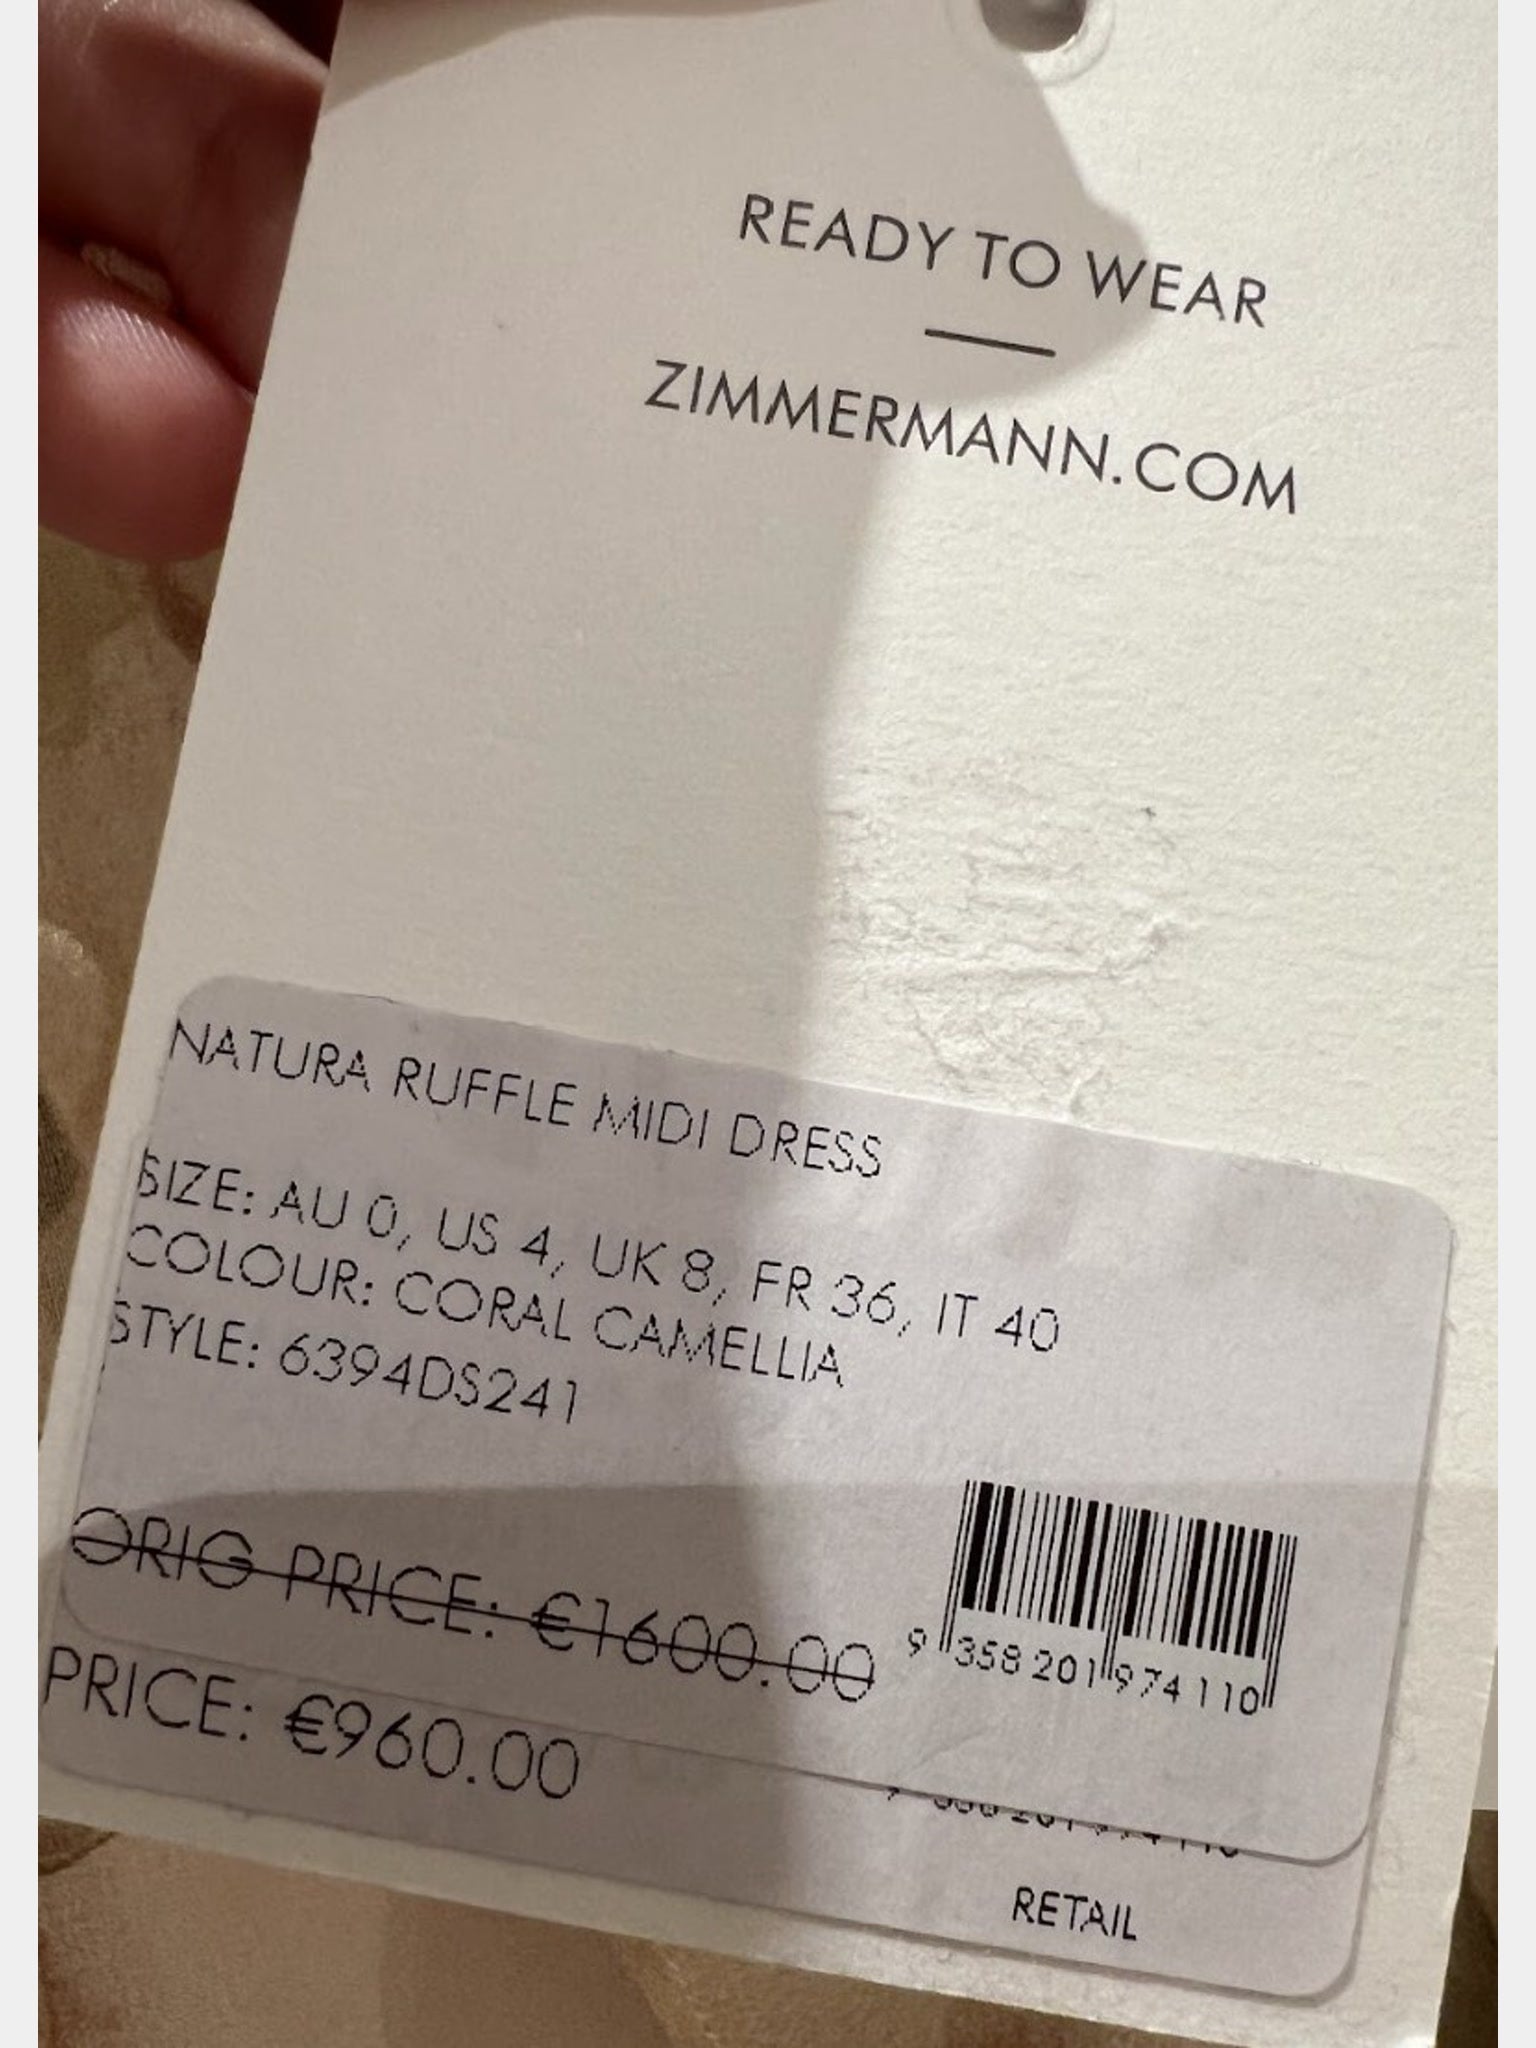 READY TO WEAR
ZIMMERMANN.COM
NATURA RUFFLE MIDI DRESS
SIZE: AU 0, US 4, UK 8, FR 36, IT 40
COLOUR: CORAL CAMELLIA
STYLE: 6394DS241
ORIG PRICE: €1600.00
9 358201 974110
PRICE: €960.00
RETAIL